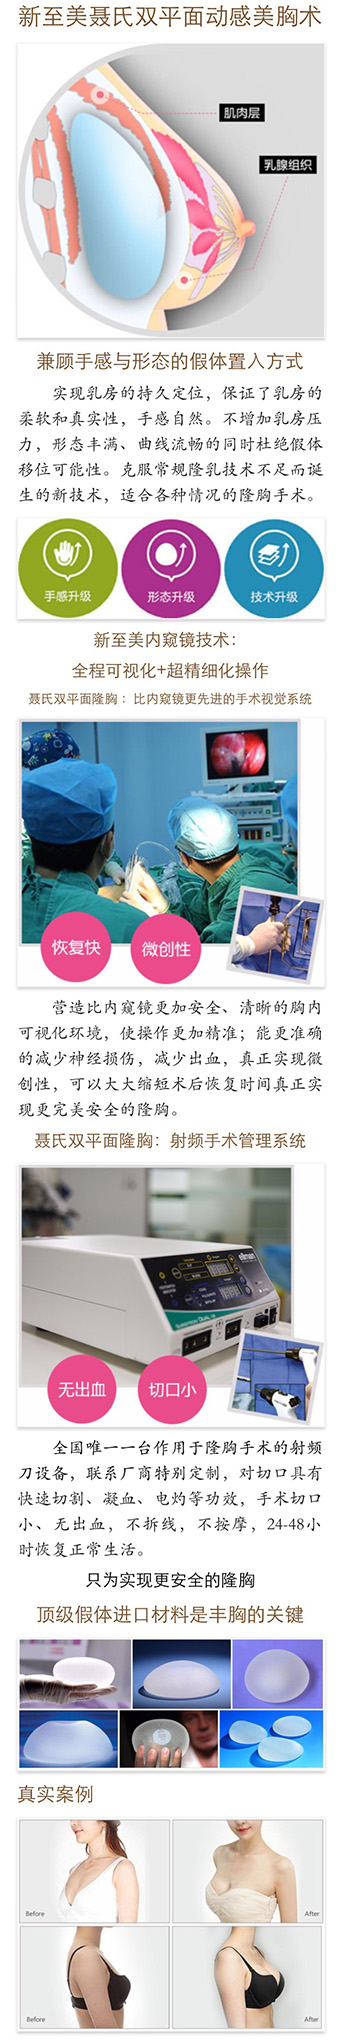 新至美聂氏双平面动感美胸术
肌肉层
乳腺组织
兼顾手感与形态的假体置入方式
实现乳房的持久定位，保证了乳房的
柔软和真实性，手感自然。不增加乳房压
力，形态丰满、曲线流畅的同时杜绝假体
移位可能性。克服常规隆乳技术不足而诞
生的新技术，适合各种情况的隆胸手术。
手感升级
形态升级
技术升级
新至美内窥镜技术：
全程可视化+超精细化操作
聂氏双平面隆胸：比内窥镜更先进的手术视觉系统
恢复快
微创性
营造比内窥镜更加安全、清晰的胸内
可视化环境，使操作更加精准；能更准确
的减少神经损伤，减少出血，真正实现微
创性，可以大大缩短术后恢复时间真正实
现更完美安全的隆胸。
聂氏双平面隆胸：射频手术管理系统
ellman
无出血
切口小
全国唯一一台作用于隆胸手术的射频
刀设备，联系厂商特别定制，对切口具有
快速切割、凝血、电灼等功效，手术切口
小、无出血，不拆线，不按摩，24-48小
时恢复正常生活。
只为实现更安全的隆胸
顶级假体进口材料是丰胸的关键
真实案例
Before
After
Before
After